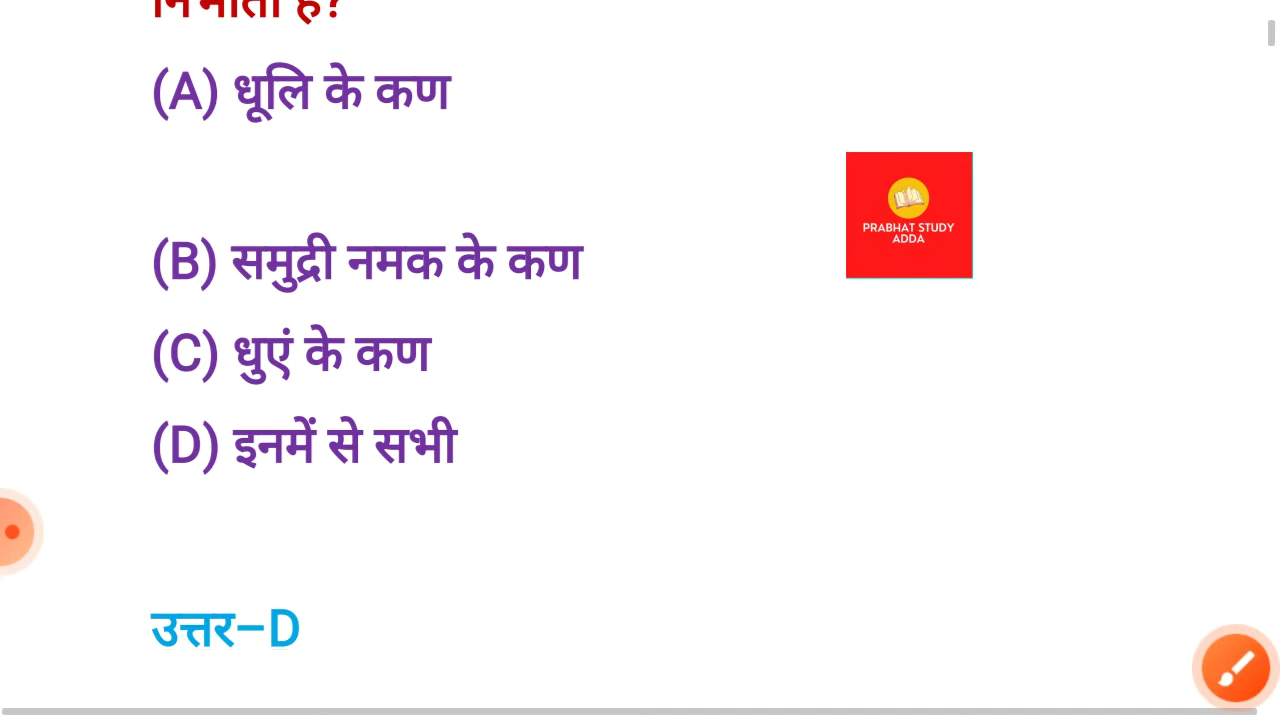 निभाता है?
(A) धूलि के कण
PRABHAT STUDY
ADDA
(B) समुद्री नमक के कण
(C) धुएं के कण
(D) इनमें से सभी
उत्तर–D